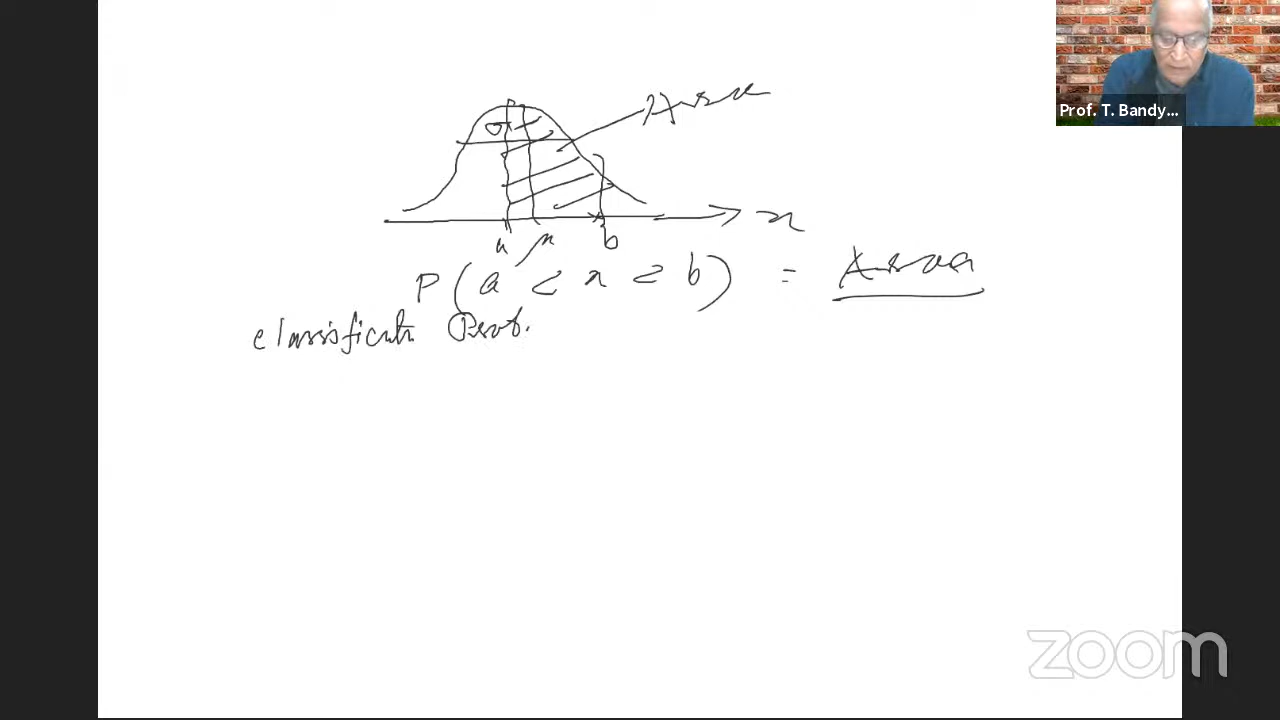 Prof. T. Bandy...
σ
Area
a x b
x
P(a < x < b) = Area
classificatn Prob.
zoom